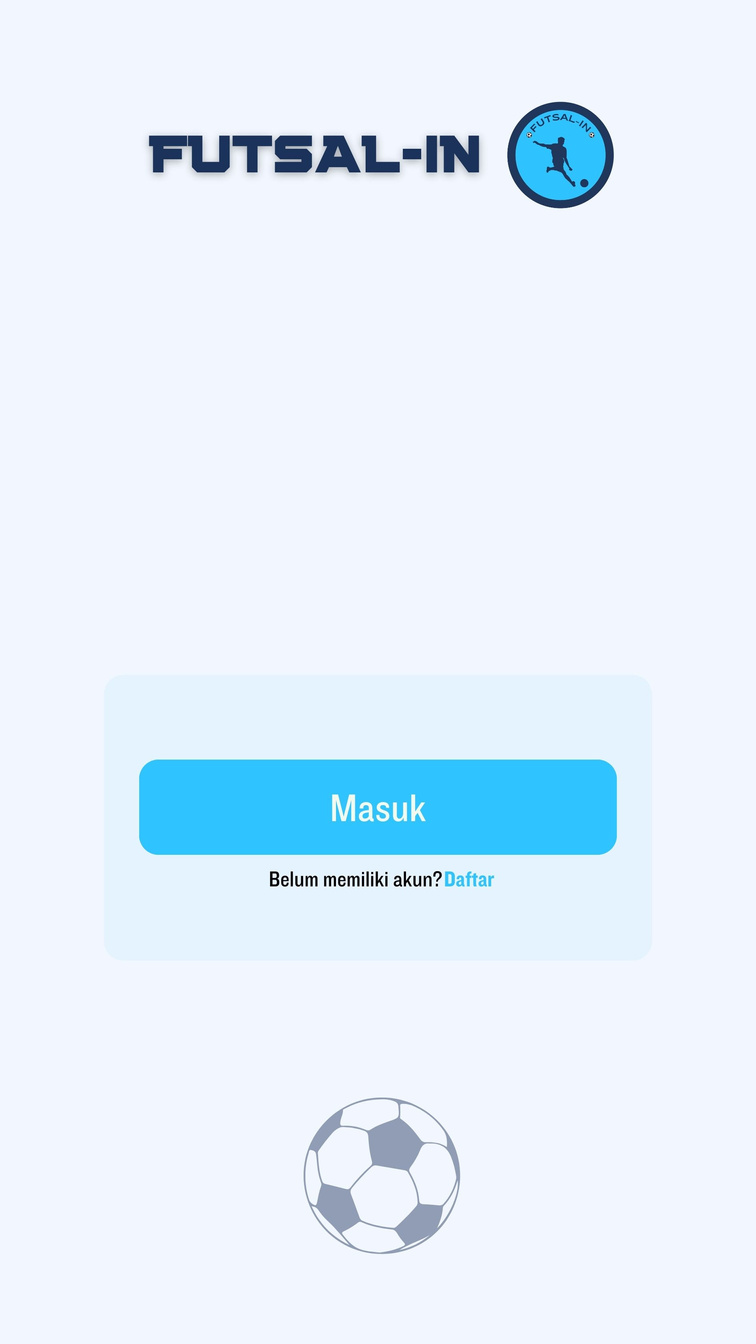 FUTSAL-IN
FUTSAL-IN
Masuk
Belum memiliki akun? Daftar